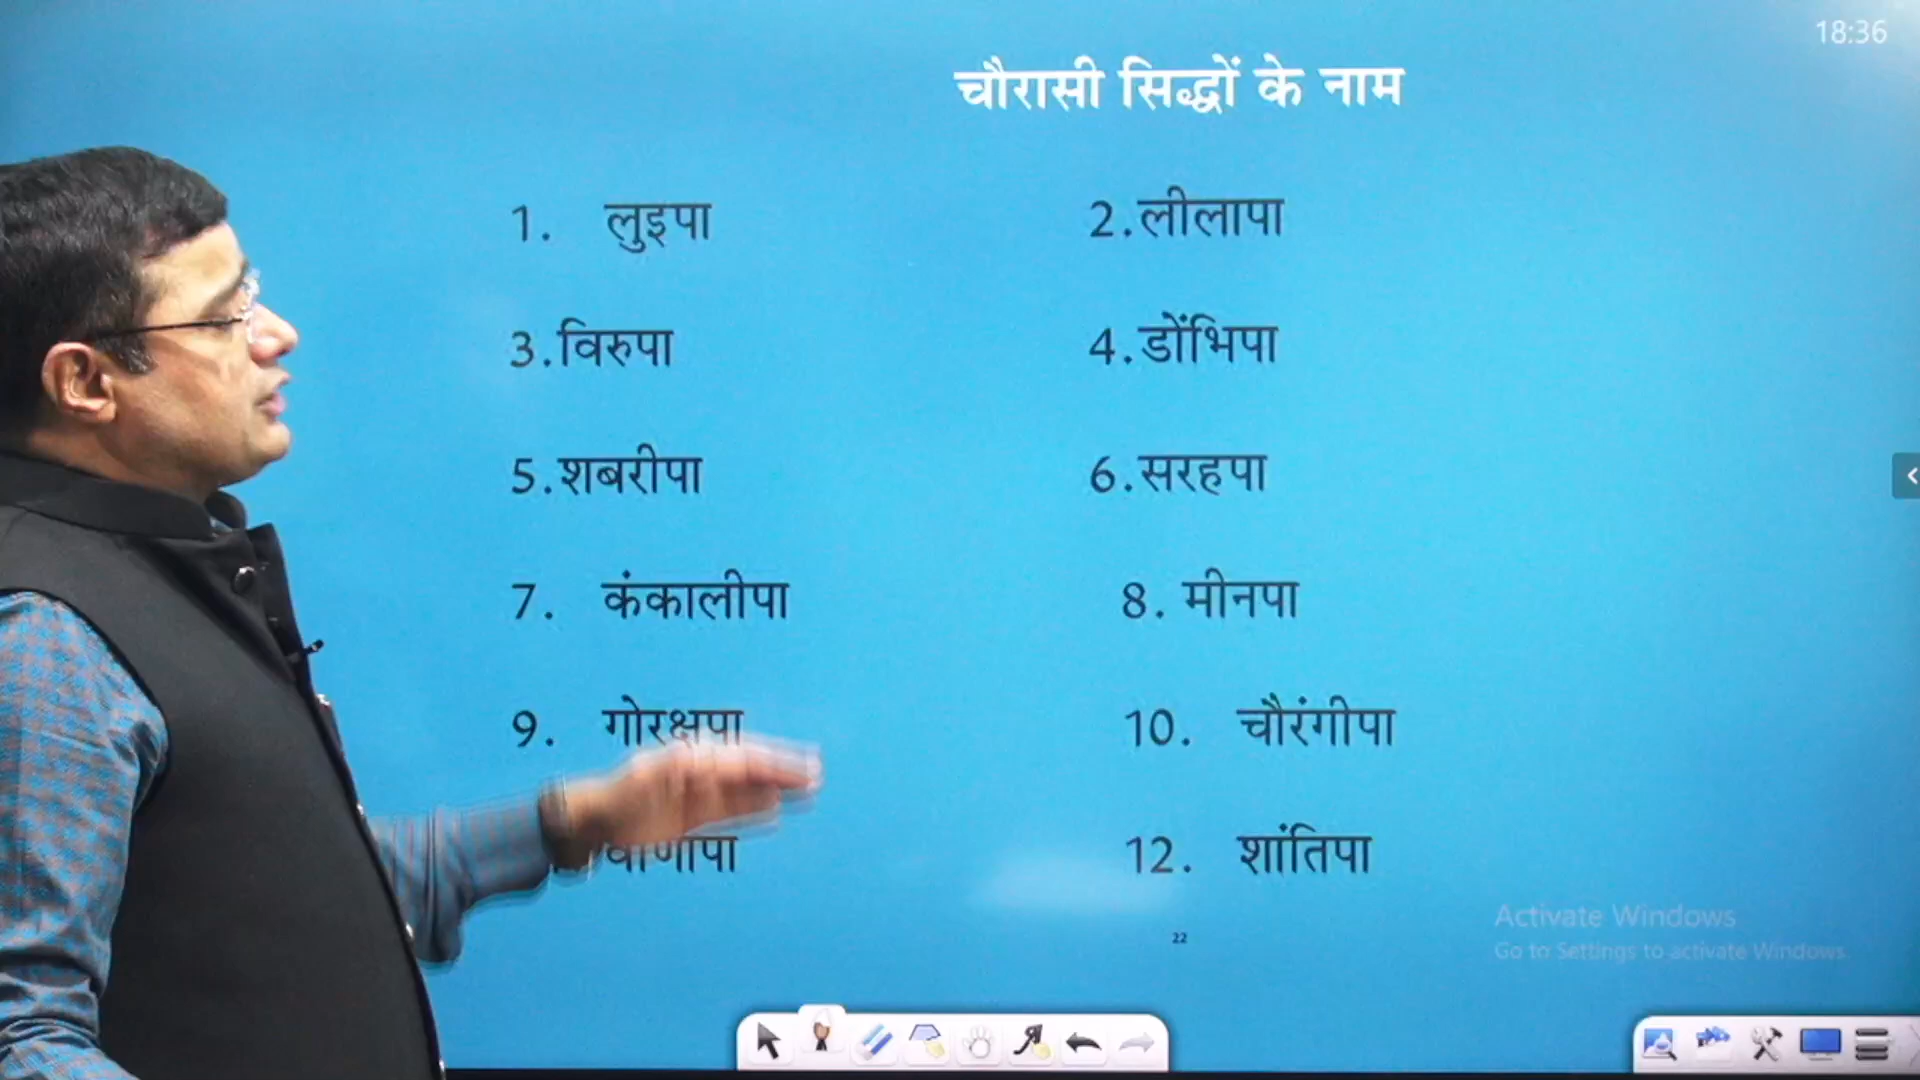 18:36
चौरासी सिद्धों के नाम
1. लुइपा 2.लीलापा
3.विरुपा 4.डोंभिपा
5.शबरीपा 6.सरहपा
7. कंकालीपा 8. मीनपा
9. गोरक्षपा 10. चौरंगीपा
12. शांतिपा
Activate Windows
22
Go to Settings to activate Windows.